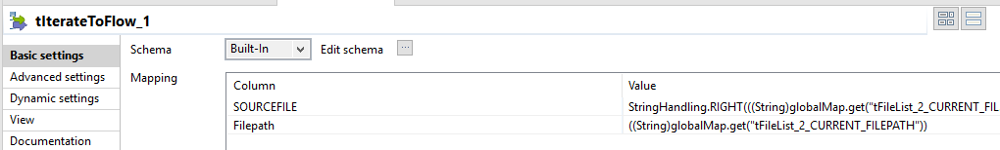 tIterateToFlow_1
Basic settings
Advanced settings
Dynamic settings
View
Documentation
Schema Built-In Edit schema ...
Mapping
Column Value
SOURCEFILE StringHandling.RIGHT(((String)globalMap.get("tFileList_2_CURRENT_FIL
Filepath ((String)globalMap.get("tFileList_2_CURRENT_FILEPATH"))